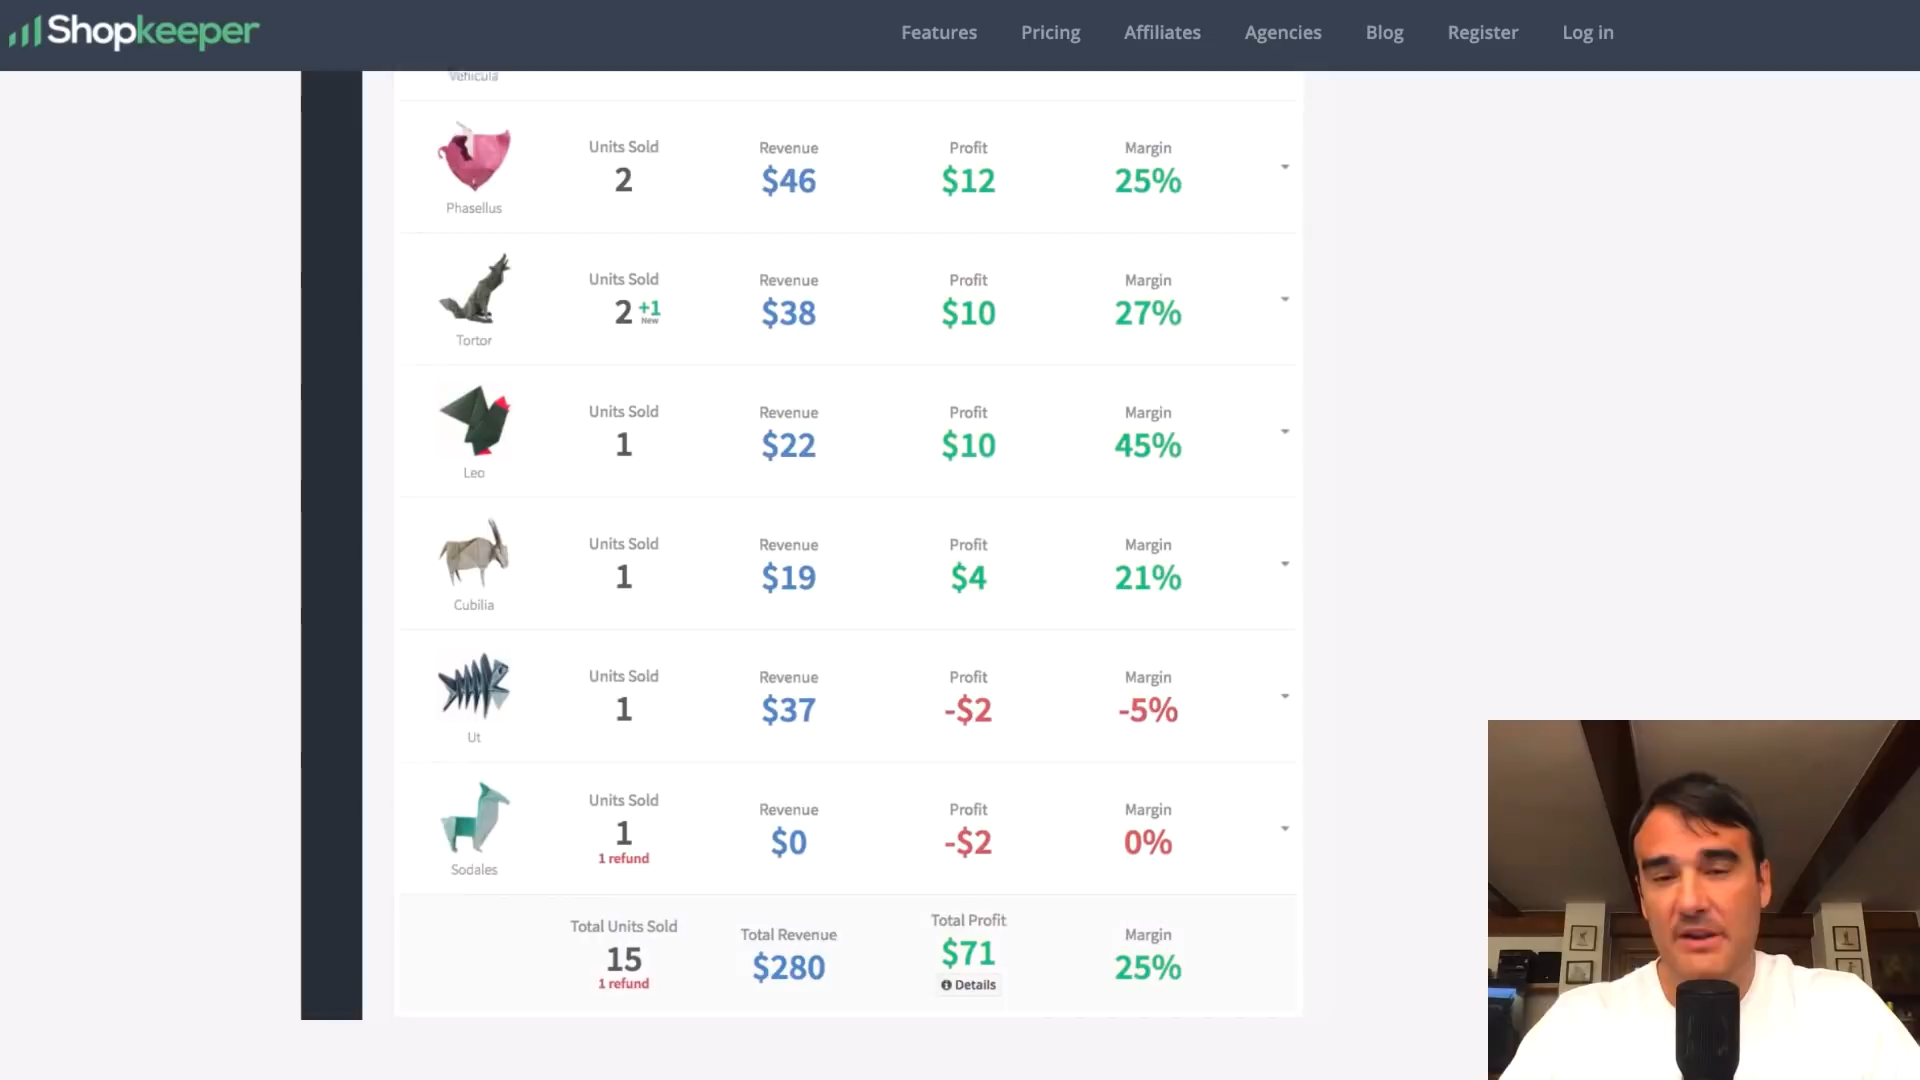 Shopkeeper
Features Pricing Affiliates Agencies Blog Register Log in
Vehicula
Units Sold Revenue Profit Margin
2 $46 $12 25%
Phasellus
Units Sold Revenue Profit Margin
2 +1 New $38 $10 27%
Tortor
Units Sold Revenue Profit Margin
1 $22 $10 45%
Leo
Units Sold Revenue Profit Margin
1 $19 $4 21%
Cubilia
Units Sold Revenue Profit Margin
1 $37 -$2 -5%
Ut
Units Sold Revenue Profit Margin
1 $0 -$2 0%
1 refund
Sodales
Total Units Sold Total Revenue Total Profit Margin
15 $280 $71 25%
1 refund Details